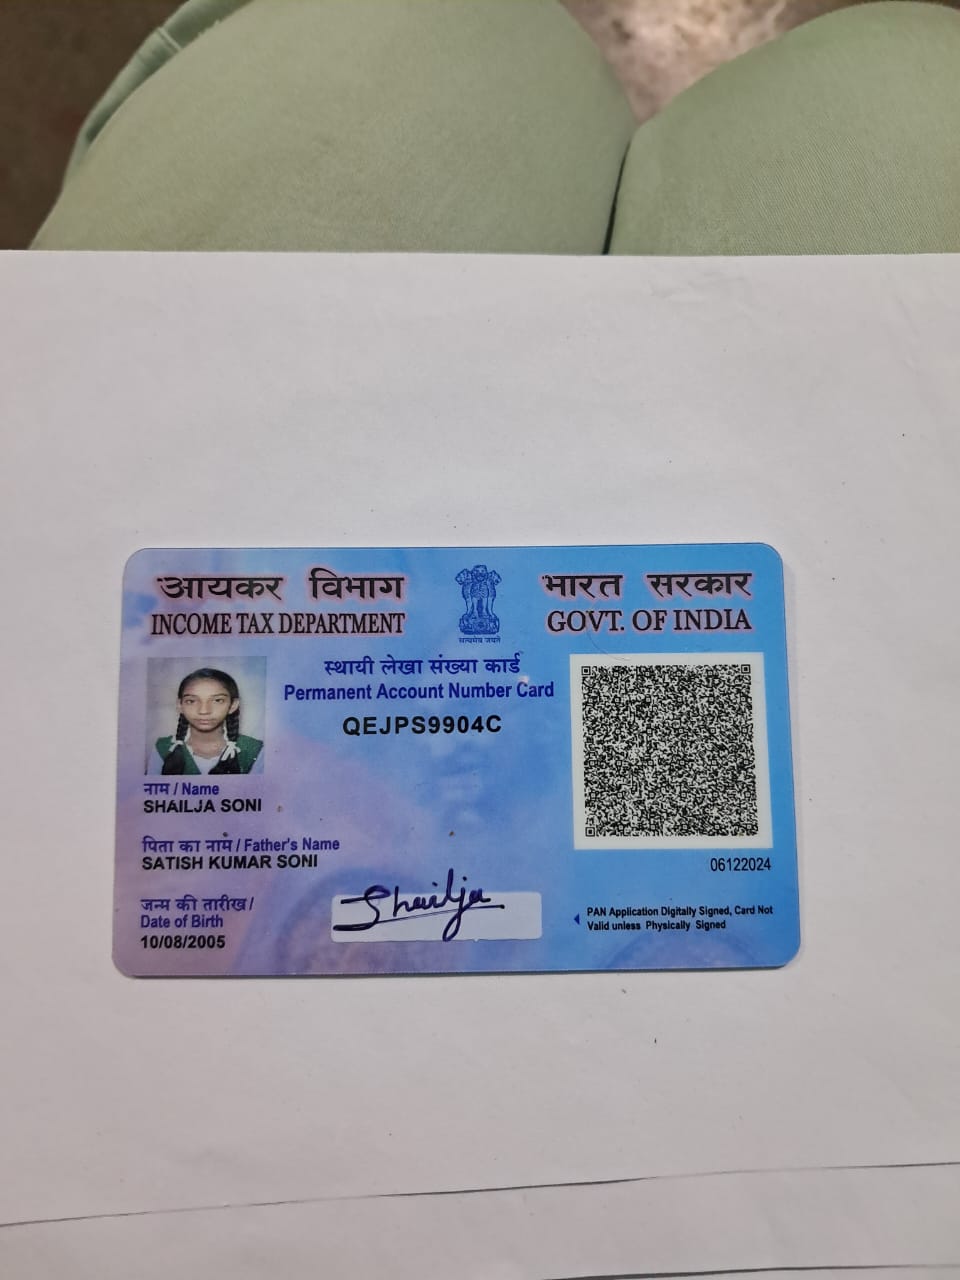 आयकर विभाग
INCOME TAX DEPARTMENT
सत्यमेव जयते
भारत सरकार
GOVT. OF INDIA
स्थायी लेखा संख्या कार्ड
Permanent Account Number Card
QEJPS9904C
नाम / Name
SHAILJA SONI
पिता का नाम / Father's Name
SATISH KUMAR SONI
जन्म की तारीख /
Date of Birth
10/08/2005
Shailja
06122024
PAN Application Digitally Signed, Card Not
Valid unless Physically Signed